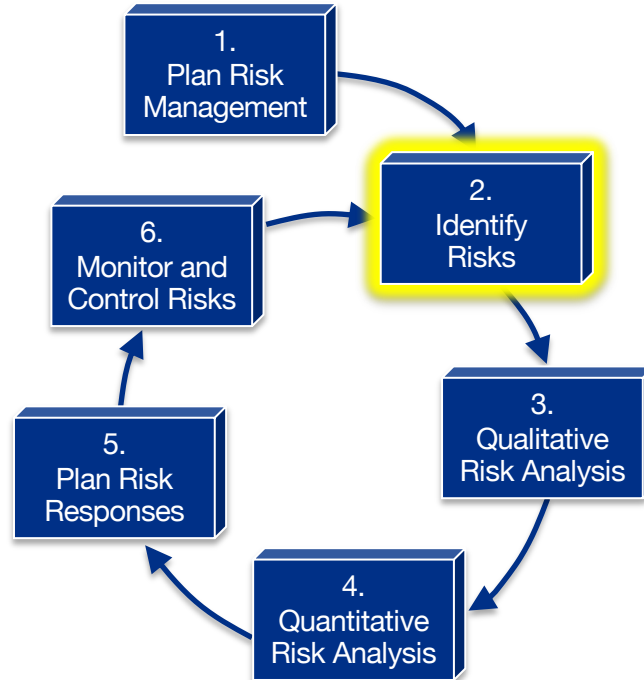 1.
Plan Risk
Management
2.
Identify
Risks
3.
Qualitative
Risk Analysis
4.
Quantitative
Risk Analysis
5.
Plan Risk
Responses
6.
Monitor and
Control Risks